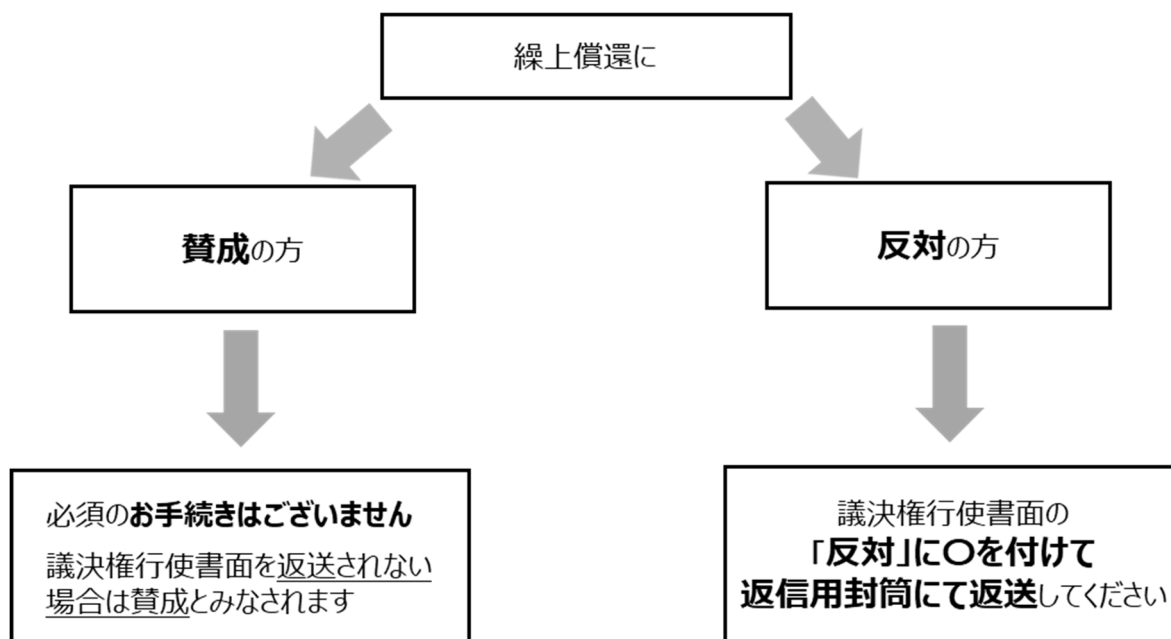 繰上償還に
賛成の方
反対の方
必須のお手続きはございません
議決権行使書面を返送されない
場合は賛成とみなされます
議決権行使書面の
「反対」に〇を付けて
返信用封筒にて返送してください